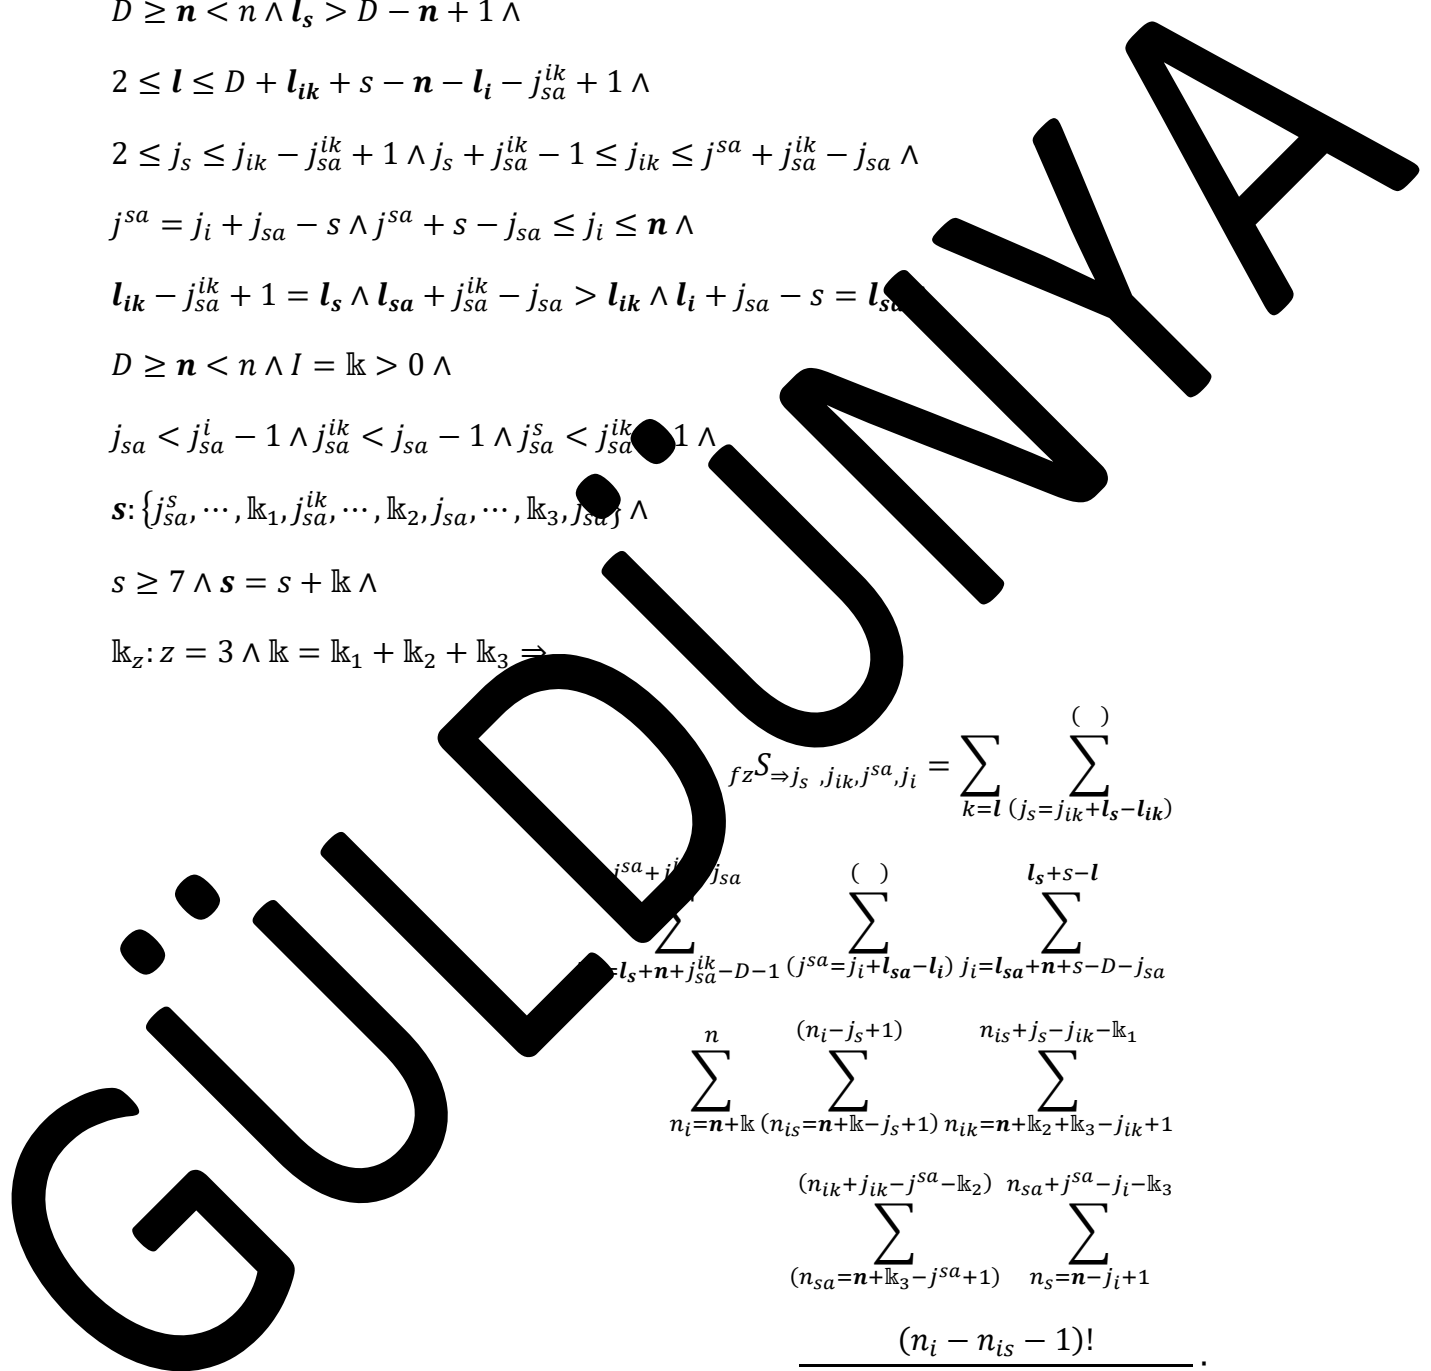 D ≥ 𝒏 < n ∧ 𝒍_𝒔 > D − 𝒏 + 1 ∧
2 ≤ 𝒍 ≤ D + 𝒍_𝒊𝒌 + s − 𝒏 − 𝒍_𝒊 − j_sa^ik + 1 ∧
2 ≤ j_s ≤ j_ik − j_sa^ik + 1 ∧ j_s + j_sa^ik − 1 ≤ j_ik ≤ j^sa + j_sa^ik − j_sa ∧
j^sa = j_i + j_sa − s ∧ j^sa + s − j_sa ≤ j_i ≤ 𝒏 ∧
𝒍_𝒊𝒌 − j_sa^ik + 1 = 𝒍_𝒔 ∧ 𝒍_𝒔𝒂 + j_sa^ik − j_sa > 𝒍_𝒊𝒌 ∧ 𝒍_𝒊 + j_sa − s = 𝒍_𝒔𝒂
D ≥ 𝒏 < n ∧ I = 𝕜 > 0 ∧
j_sa < j_sa^i − 1 ∧ j_sa^ik < j_sa − 1 ∧ j_sa^s < j_sa^ik 1 ∧
𝒔: {j_sa^s, ⋯ , 𝕜_1, j_sa^ik, ⋯ , 𝕜_2, j_sa, ⋯ , 𝕜_3, j_sa} ∧
s ≥ 7 ∧ 𝒔 = s + 𝕜 ∧
𝕜_z: z = 3 ∧ 𝕜 = 𝕜_1 + 𝕜_2 + 𝕜_3 ⇒
( )
_fz S_⇒j_s ,j_ik,j^sa,j_i = ∑ ∑
k=𝒍 (j_s=j_ik+𝒍_𝒔−𝒍_𝒊𝒌)
j^sa+ j_sa ( ) 𝒍_𝒔+s−𝒍
∑ ∑ ∑
=𝒍_𝒔+𝒏+j_sa^ik−D−1 (j^sa=j_i+𝒍_𝒔𝒂−𝒍_𝒊) j_i=𝒍_𝒔𝒂+𝒏+s−D−j_sa
n (n_i−j_s+1) n_is+j_s−j_ik−𝕜_1
∑ ∑ ∑
n_i=𝒏+𝕜 (n_is=𝒏+𝕜−j_s+1) n_ik=𝒏+𝕜_2+𝕜_3−j_ik+1
(n_ik+j_ik−j^sa−𝕜_2) n_sa+j^sa−j_i−𝕜_3
∑ ∑
(n_sa=𝒏+𝕜_3−j^sa+1) n_s=𝒏−j_i+1
(n_i − n_is − 1)! .
GÜLDÜNYA